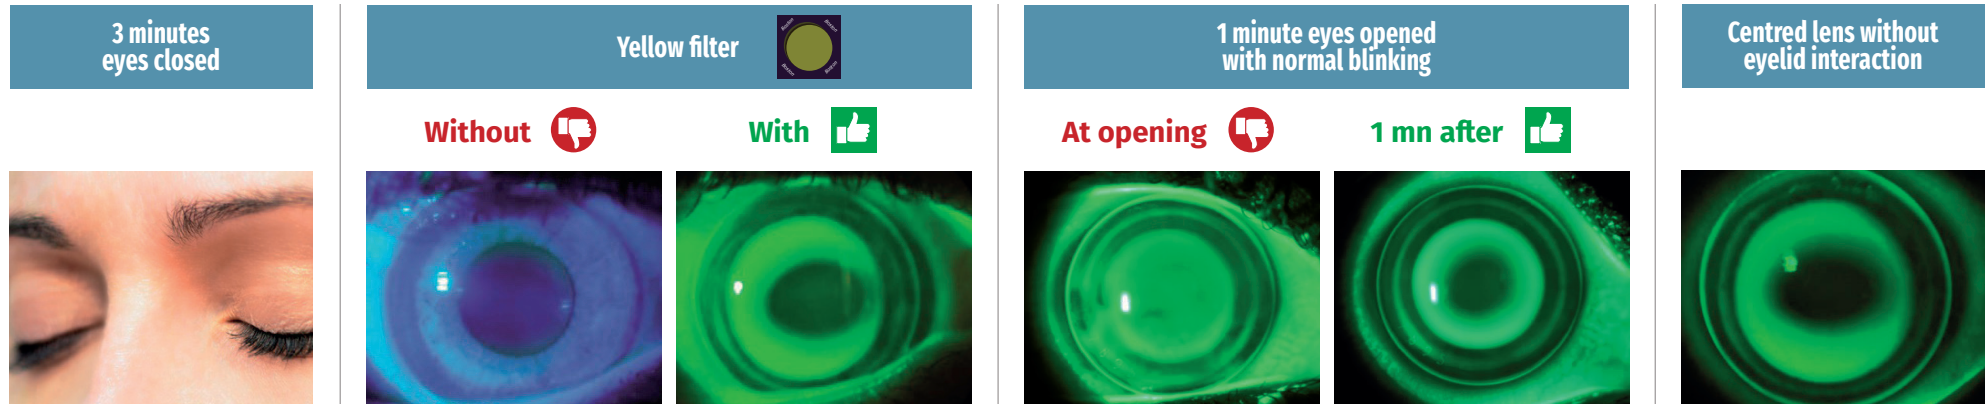 3 minutes
eyes closed
Yellow filter
Without
With
1 minute eyes opened
with normal blinking
At opening
1 mn after
Centred lens without
eyelid interaction